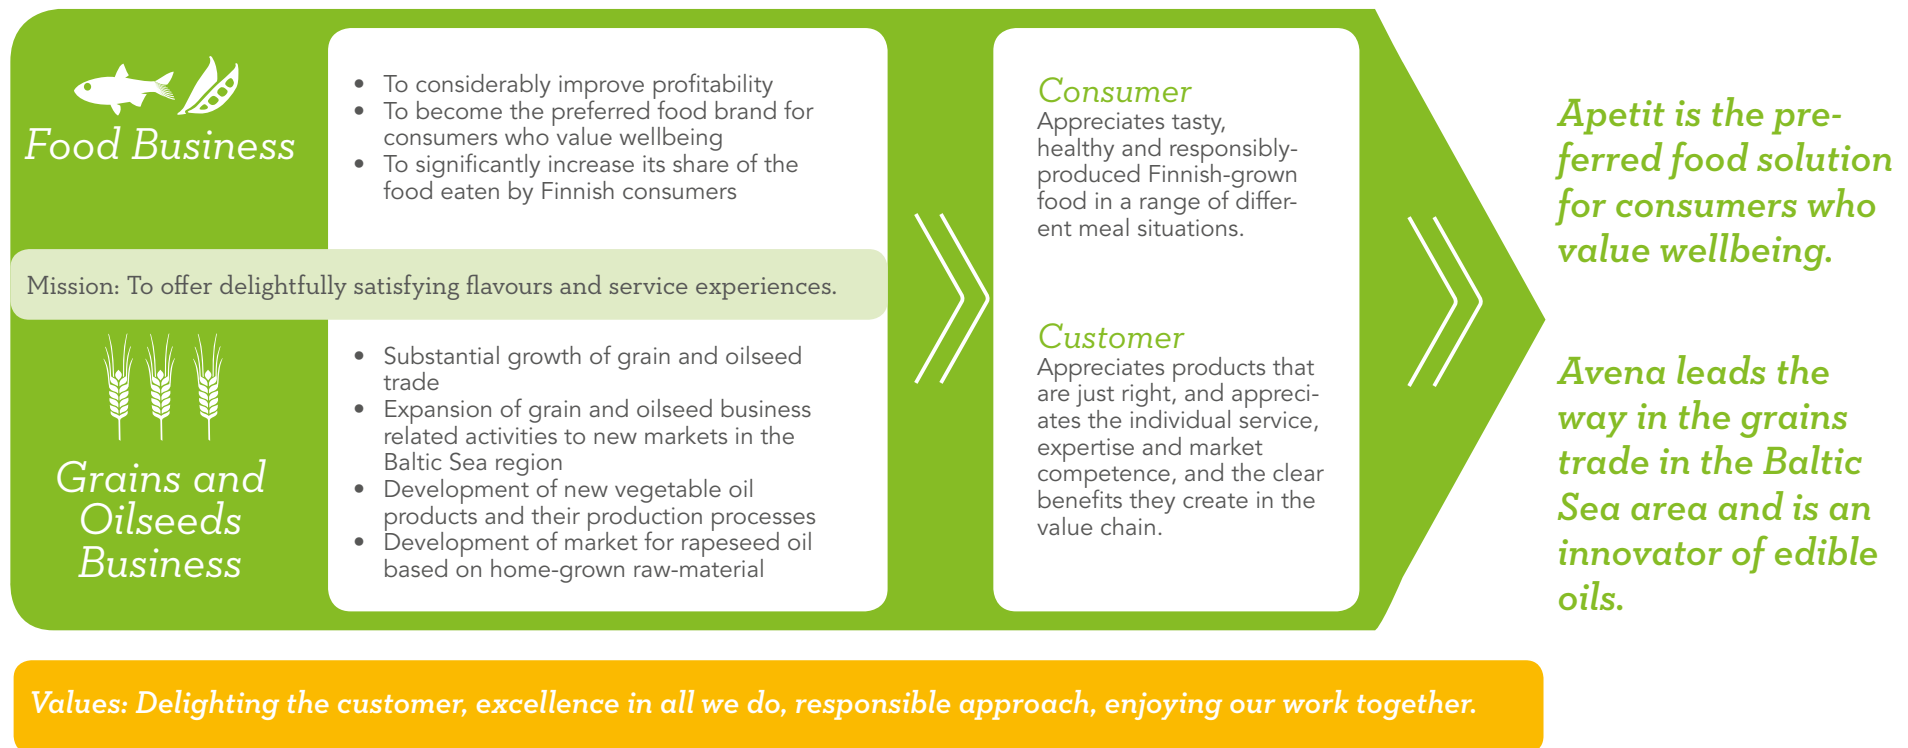 Food Business
• To considerably improve profitability
• To become the preferred food brand for
consumers who value wellbeing
• To significantly increase its share of the
food eaten by Finnish consumers
Mission: To offer delightfully satisfying flavours and service experiences.
Grains and
Oilseeds
Business
• Substantial growth of grain and oilseed
trade
• Expansion of grain and oilseed business
related activities to new markets in the
Baltic Sea region
• Development of new vegetable oil
products and their production processes
• Development of market for rapeseed oil
based on home-grown raw-material
Consumer
Appreciates tasty,
healthy and responsibly-
produced Finnish-grown
food in a range of differ-
ent meal situations.
Customer
Appreciates products that
are just right, and appreci-
ates the individual service,
expertise and market
competence, and the clear
benefits they create in the
value chain.
Apetit is the pre-
ferred food solution
for consumers who
value wellbeing.
Avena leads the
way in the grains
trade in the Baltic
Sea area and is an
innovator of edible
oils.
Values: Delighting the customer, excellence in all we do, responsible approach, enjoying our work together.